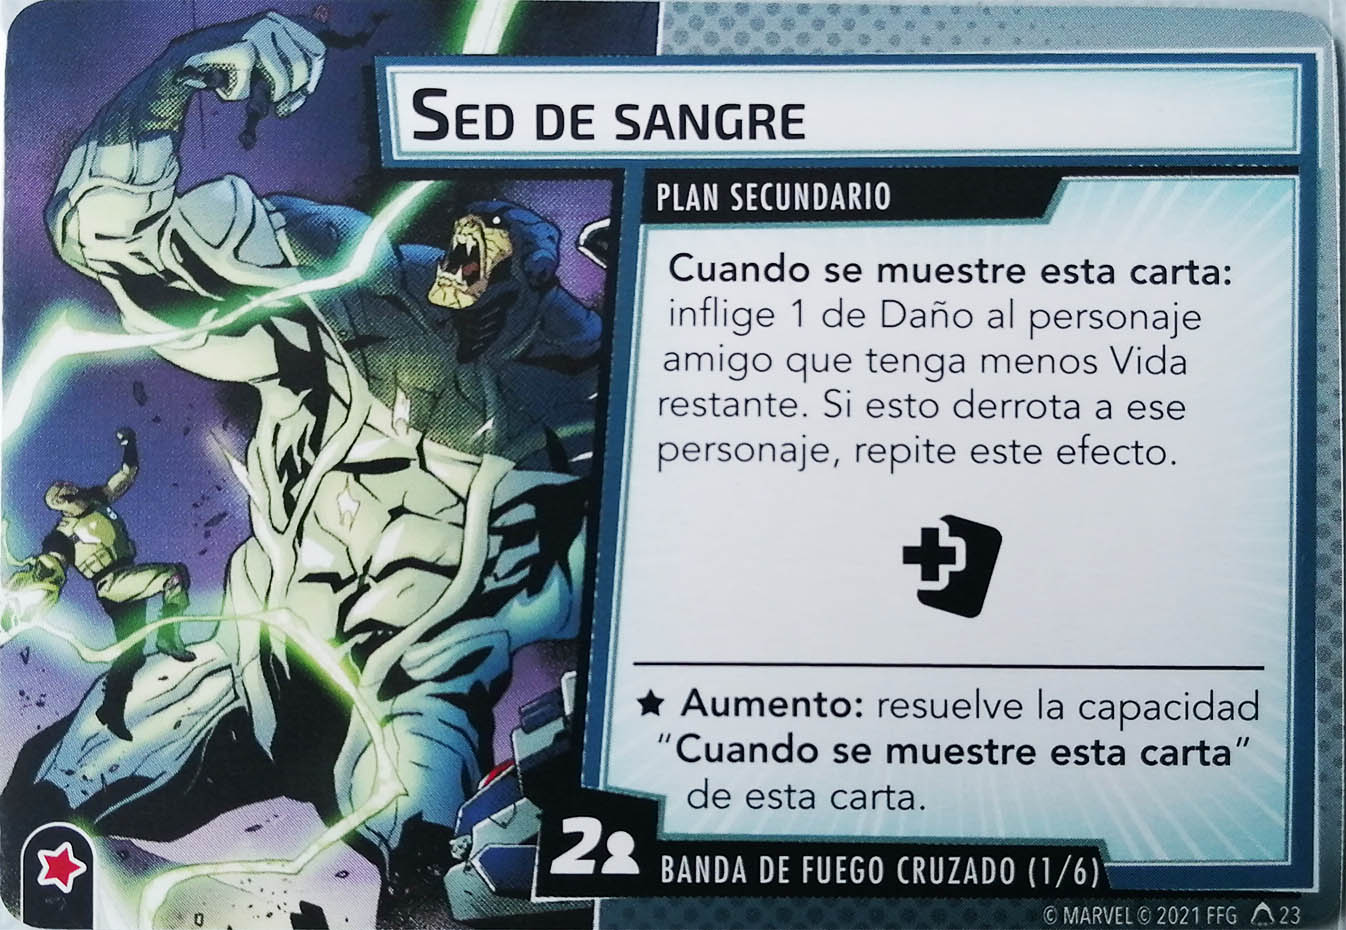 SED DE SANGRE
PLAN SECUNDARIO
Cuando se muestre esta carta:
inflige 1 de Daño al personaje
amigo que tenga menos Vida
restante. Si esto derrota a ese
personaje, repite este efecto.
★ Aumento: resuelve la capacidad
“Cuando se muestre esta carta”
de esta carta.
2
BANDA DE FUEGO CRUZADO (1/6)
© MARVEL © 2021 FFG 23